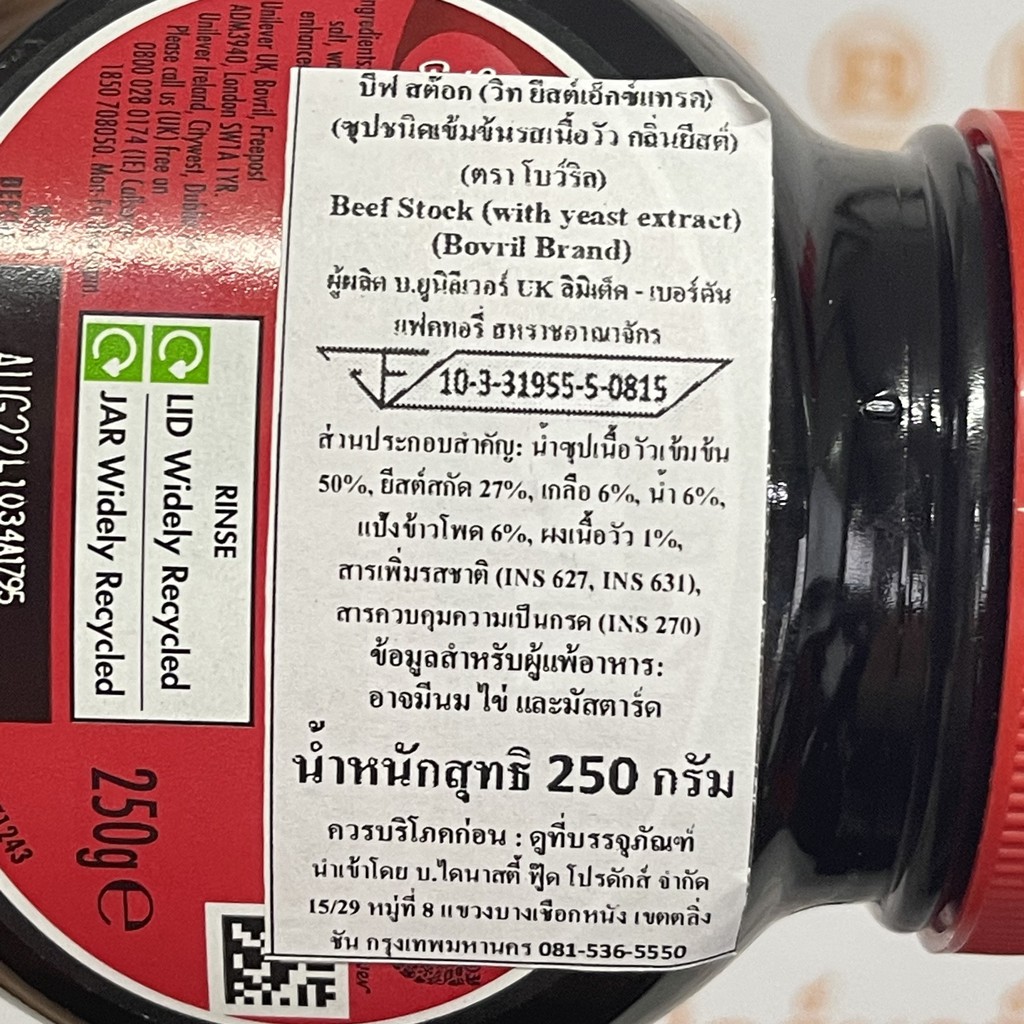 บีฟ สต๊อก (วิท ยีสต์เอ็กซ์แทรค)
(ซุปชนิดเข้มข้นรสเนื้อวัว กลิ่นยีสต์)
(ตรา โบว์ริล)
Beef Stock (with yeast extract)
(Bovril Brand)
ผู้ผลิต บ.ยูนิลีเวอร์ UK ลิมิเต็ด - เบอร์ตัน
แฟคทอรี่ สหราชอาณาจักร
10-3-31955-5-0815
ส่วนประกอบสำคัญ: น้ำซุปเนื้อวัวเข้มข้น
50%, ยีสต์สกัด 27%, เกลือ 6%, น้ำ 6%,
แป้งข้าวโพด 6%, ผงเนื้อวัว 1%,
สารเพิ่มรสชาติ (INS 627, INS 631),
สารควบคุมความเป็นกรด (INS 270)
ข้อมูลสำหรับผู้แพ้อาหาร:
อาจมีนม ไข่ และมัสตาร์ด
น้ำหนักสุทธิ 250 กรัม
ควรบริโภคก่อน : ดูที่บรรจุภัณฑ์
นำเข้าโดย บ.ไดนาสตี้ ฟู๊ด โปรดักส์ จำกัด
15/29 หมู่ที่ 8 แขวงบางเชือกหนัง เขตตลิ่ง
ชัน กรุงเทพมหานคร 081-536-5550
Unilever UK, Bovril, Freepost
ADM3940, London SW1A 1YR.
Unilever Ireland, Citywest,
Please call us (UK) free on
0800 0028 0174 (IE)
1850 708050.
RINSE
LID Widely Recycled
JAR Widely Recycled
250g e